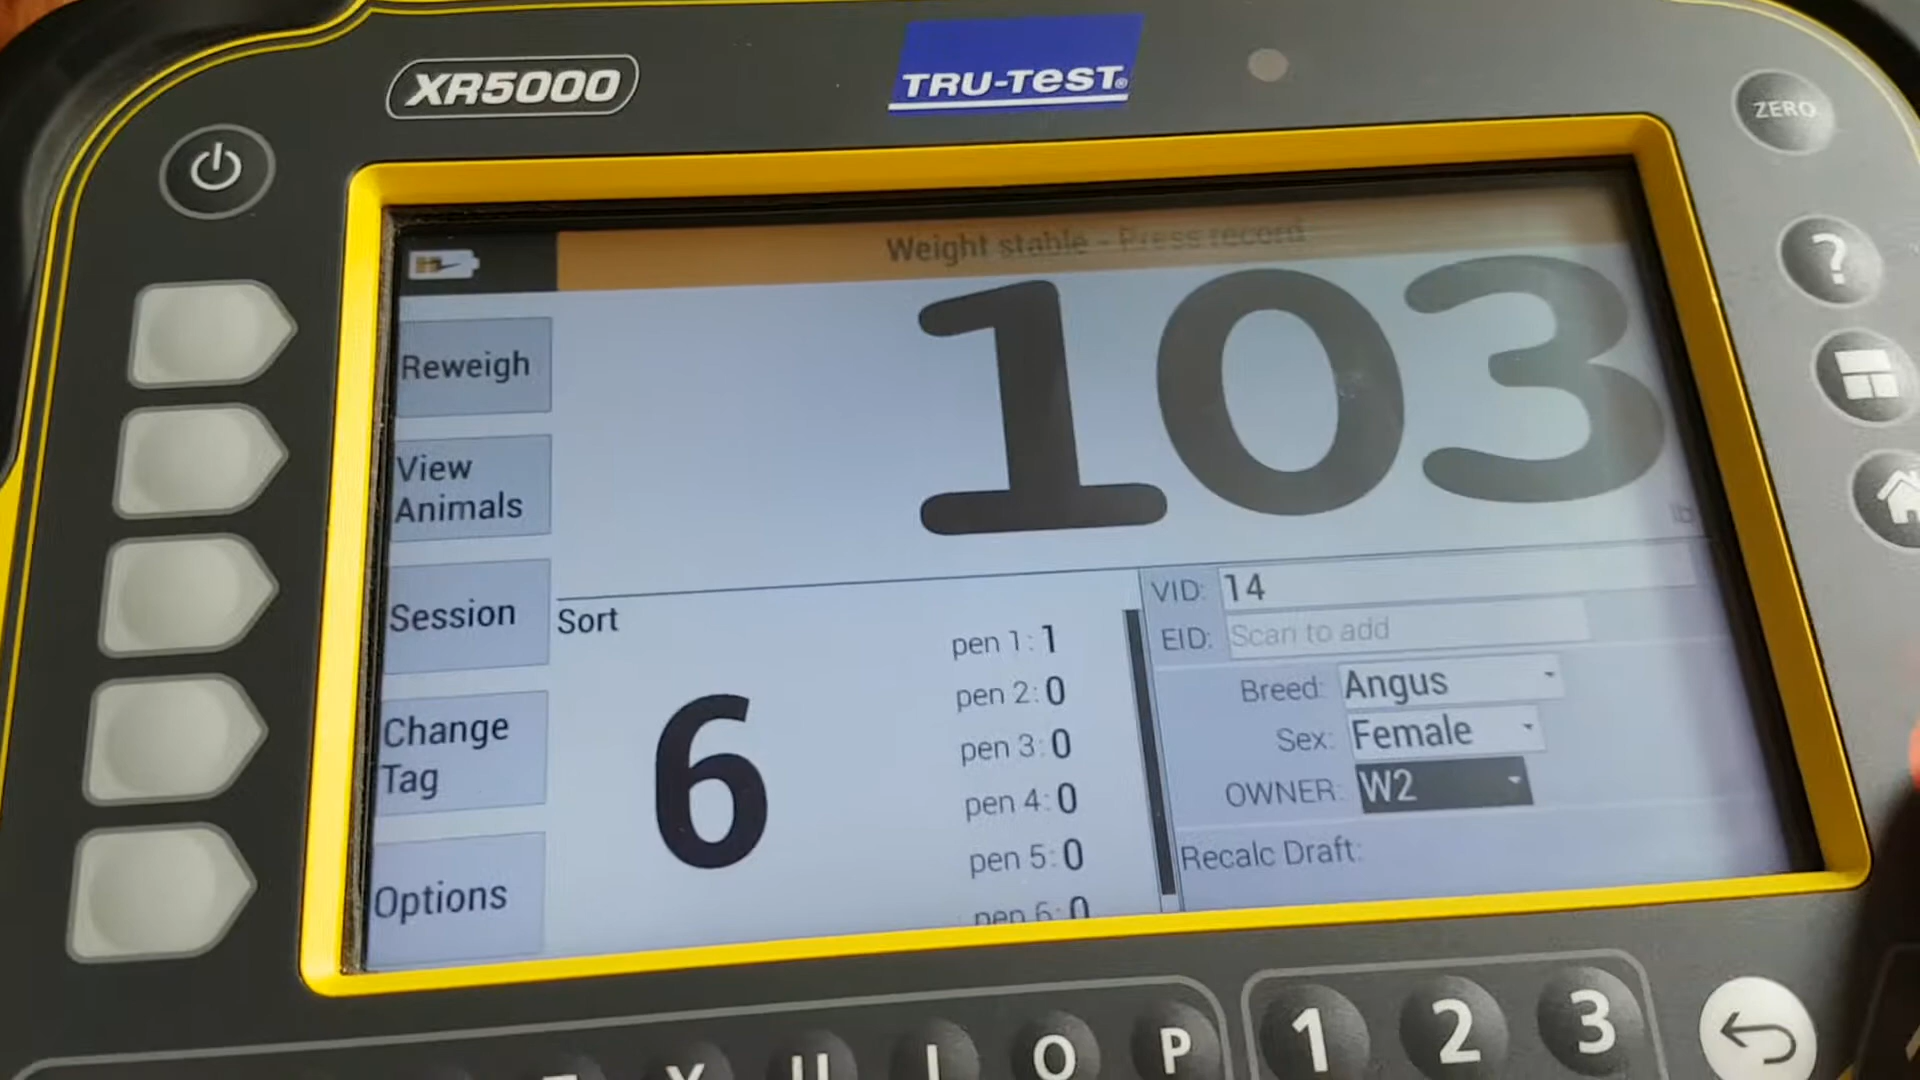 XR5000
TRU-TEST®
ZERO
?
Weight stable - Press record
103
lb
Reweigh
View
Animals
Session
Change
Tag
Options
Sort
6
pen 1: 1
pen 2: 0
pen 3: 0
pen 4: 0
pen 5: 0
pen 6: 0
VID: 14
EID: Scan to add
Breed: Angus
Sex: Female
OWNER: W2
Recalc Draft:
Y U I O P
1 2 3